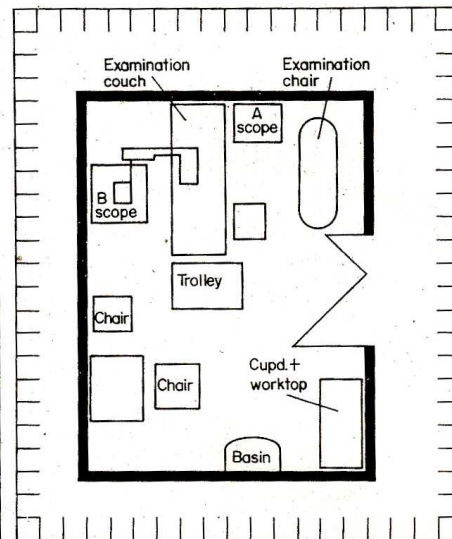 Examination
couch
Examination
chair
A
scope
B
scope
Trolley
Chair
Chair
Cupd.+
worktop
Basin